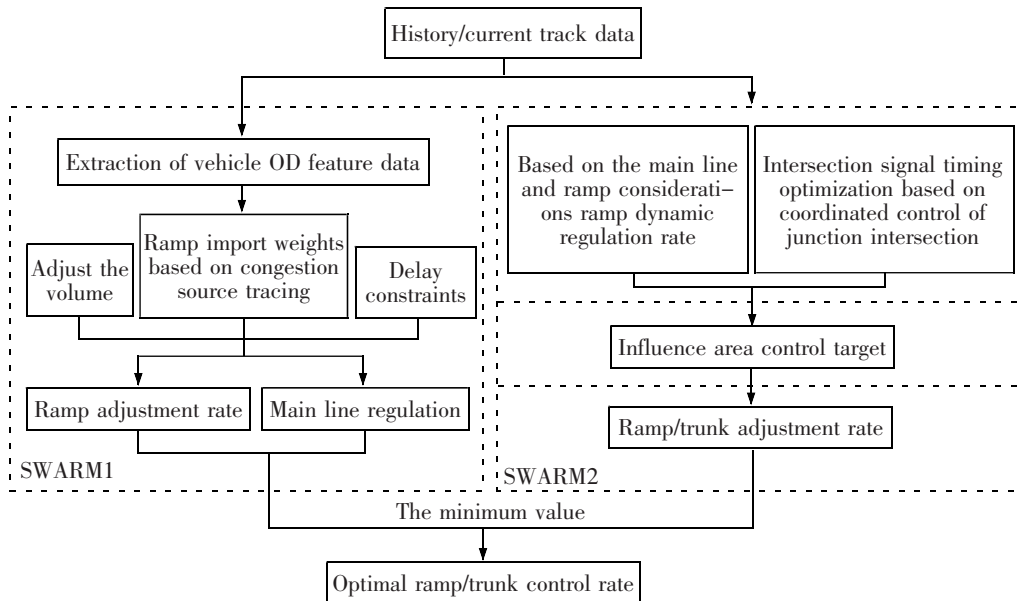 History/current track data
Extraction of vehicle OD feature data
Ramp import weights
based on congestion
source tracing
Adjust the
volume
Delay
constraints
Ramp adjustment rate
Main line regulation
SWARM1
Based on the main line
and ramp considerati-
ons ramp dynamic
regulation rate
Intersection signal timing
optimization based on
coordinated control of
junction intersection
Influence area control target
Ramp/trunk adjustment rate
SWARM2
The minimum value
Optimal ramp/trunk control rate